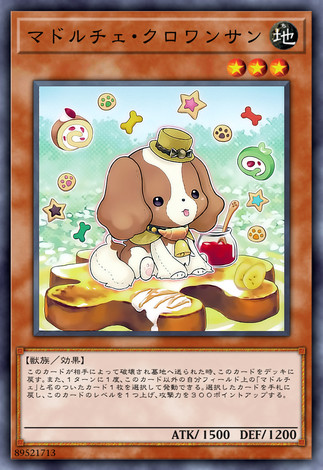 マドルチェ・クロワンサン
地
【獣族／効果】
このカードが相手によって破壊され墓地へ送られた時、このカードをデッキに
戻す。また、1ターンに1度、このカード以外の自分フィールド上の「マドルチェ」
と名のついたカード1枚を選択して発動できる。選択したカードを手札に
戻し、このカードのレベルを1つ上げ、攻撃力を300ポイントアップする。
ATK/1500 DEF/1200
89521713